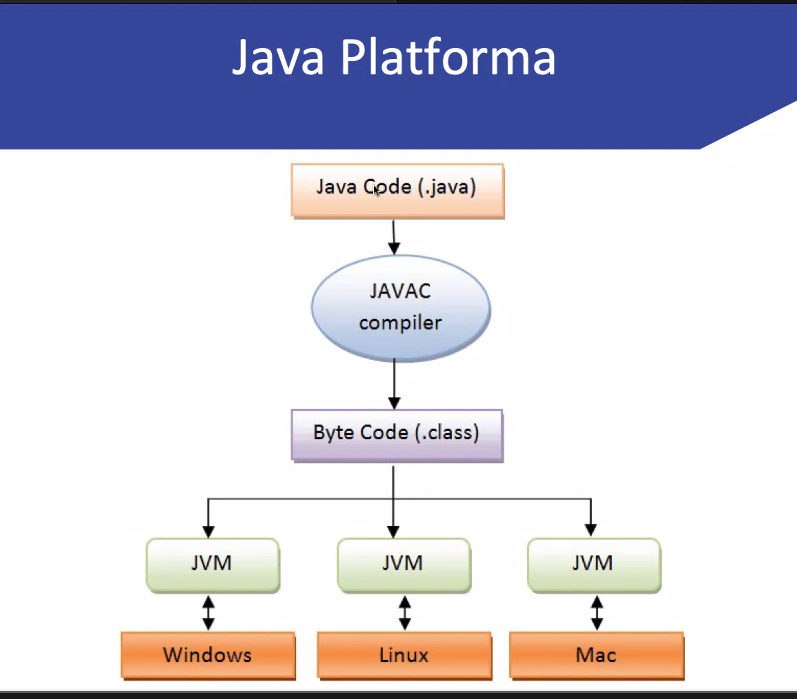 Java Platforma
Java Code (.java)
JAVAC
compiler
Byte Code (.class)
JVM
JVM
JVM
Windows
Linux
Mac